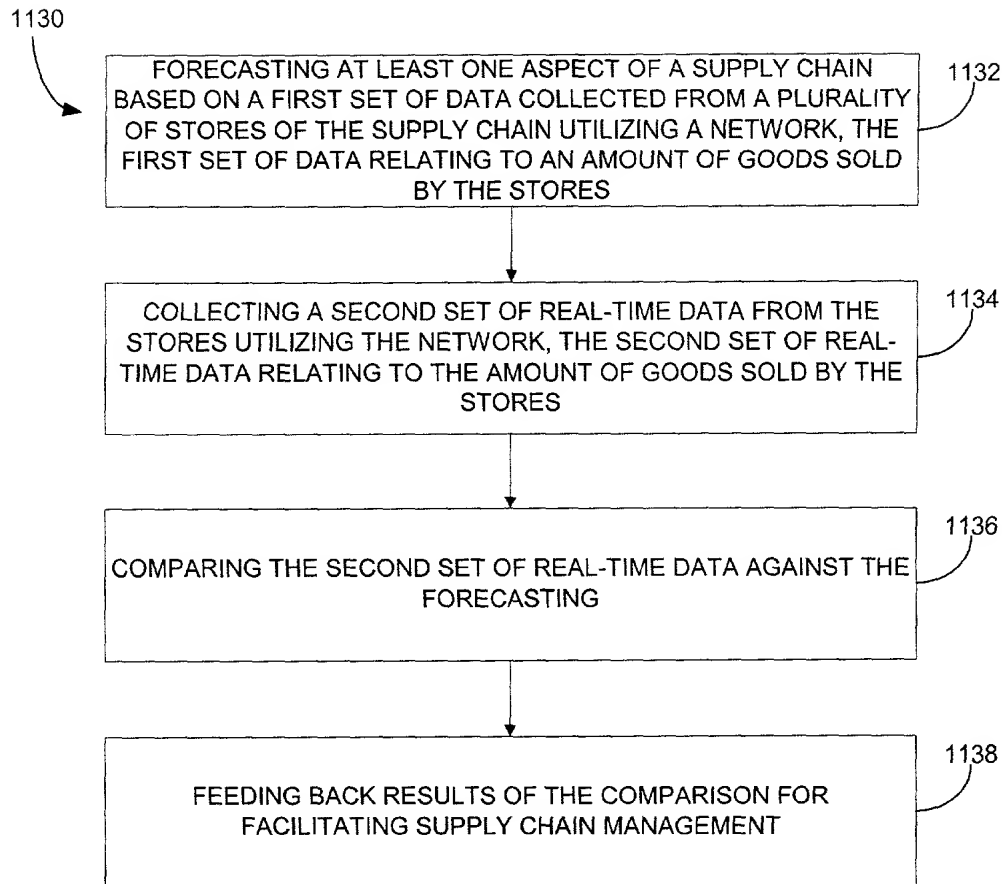 1130
FORECASTING AT LEAST ONE ASPECT OF A SUPPLY CHAIN
BASED ON A FIRST SET OF DATA COLLECTED FROM A PLURALITY
OF STORES OF THE SUPPLY CHAIN UTILIZING A NETWORK, THE
FIRST SET OF DATA RELATING TO AN AMOUNT OF GOODS SOLD
BY THE STORES
1132
COLLECTING A SECOND SET OF REAL-TIME DATA FROM THE
STORES UTILIZING THE NETWORK, THE SECOND SET OF REAL-
TIME DATA RELATING TO THE AMOUNT OF GOODS SOLD BY THE
STORES
1134
COMPARING THE SECOND SET OF REAL-TIME DATA AGAINST THE
FORECASTING
1136
FEEDING BACK RESULTS OF THE COMPARISON FOR
FACILITATING SUPPLY CHAIN MANAGEMENT
1138